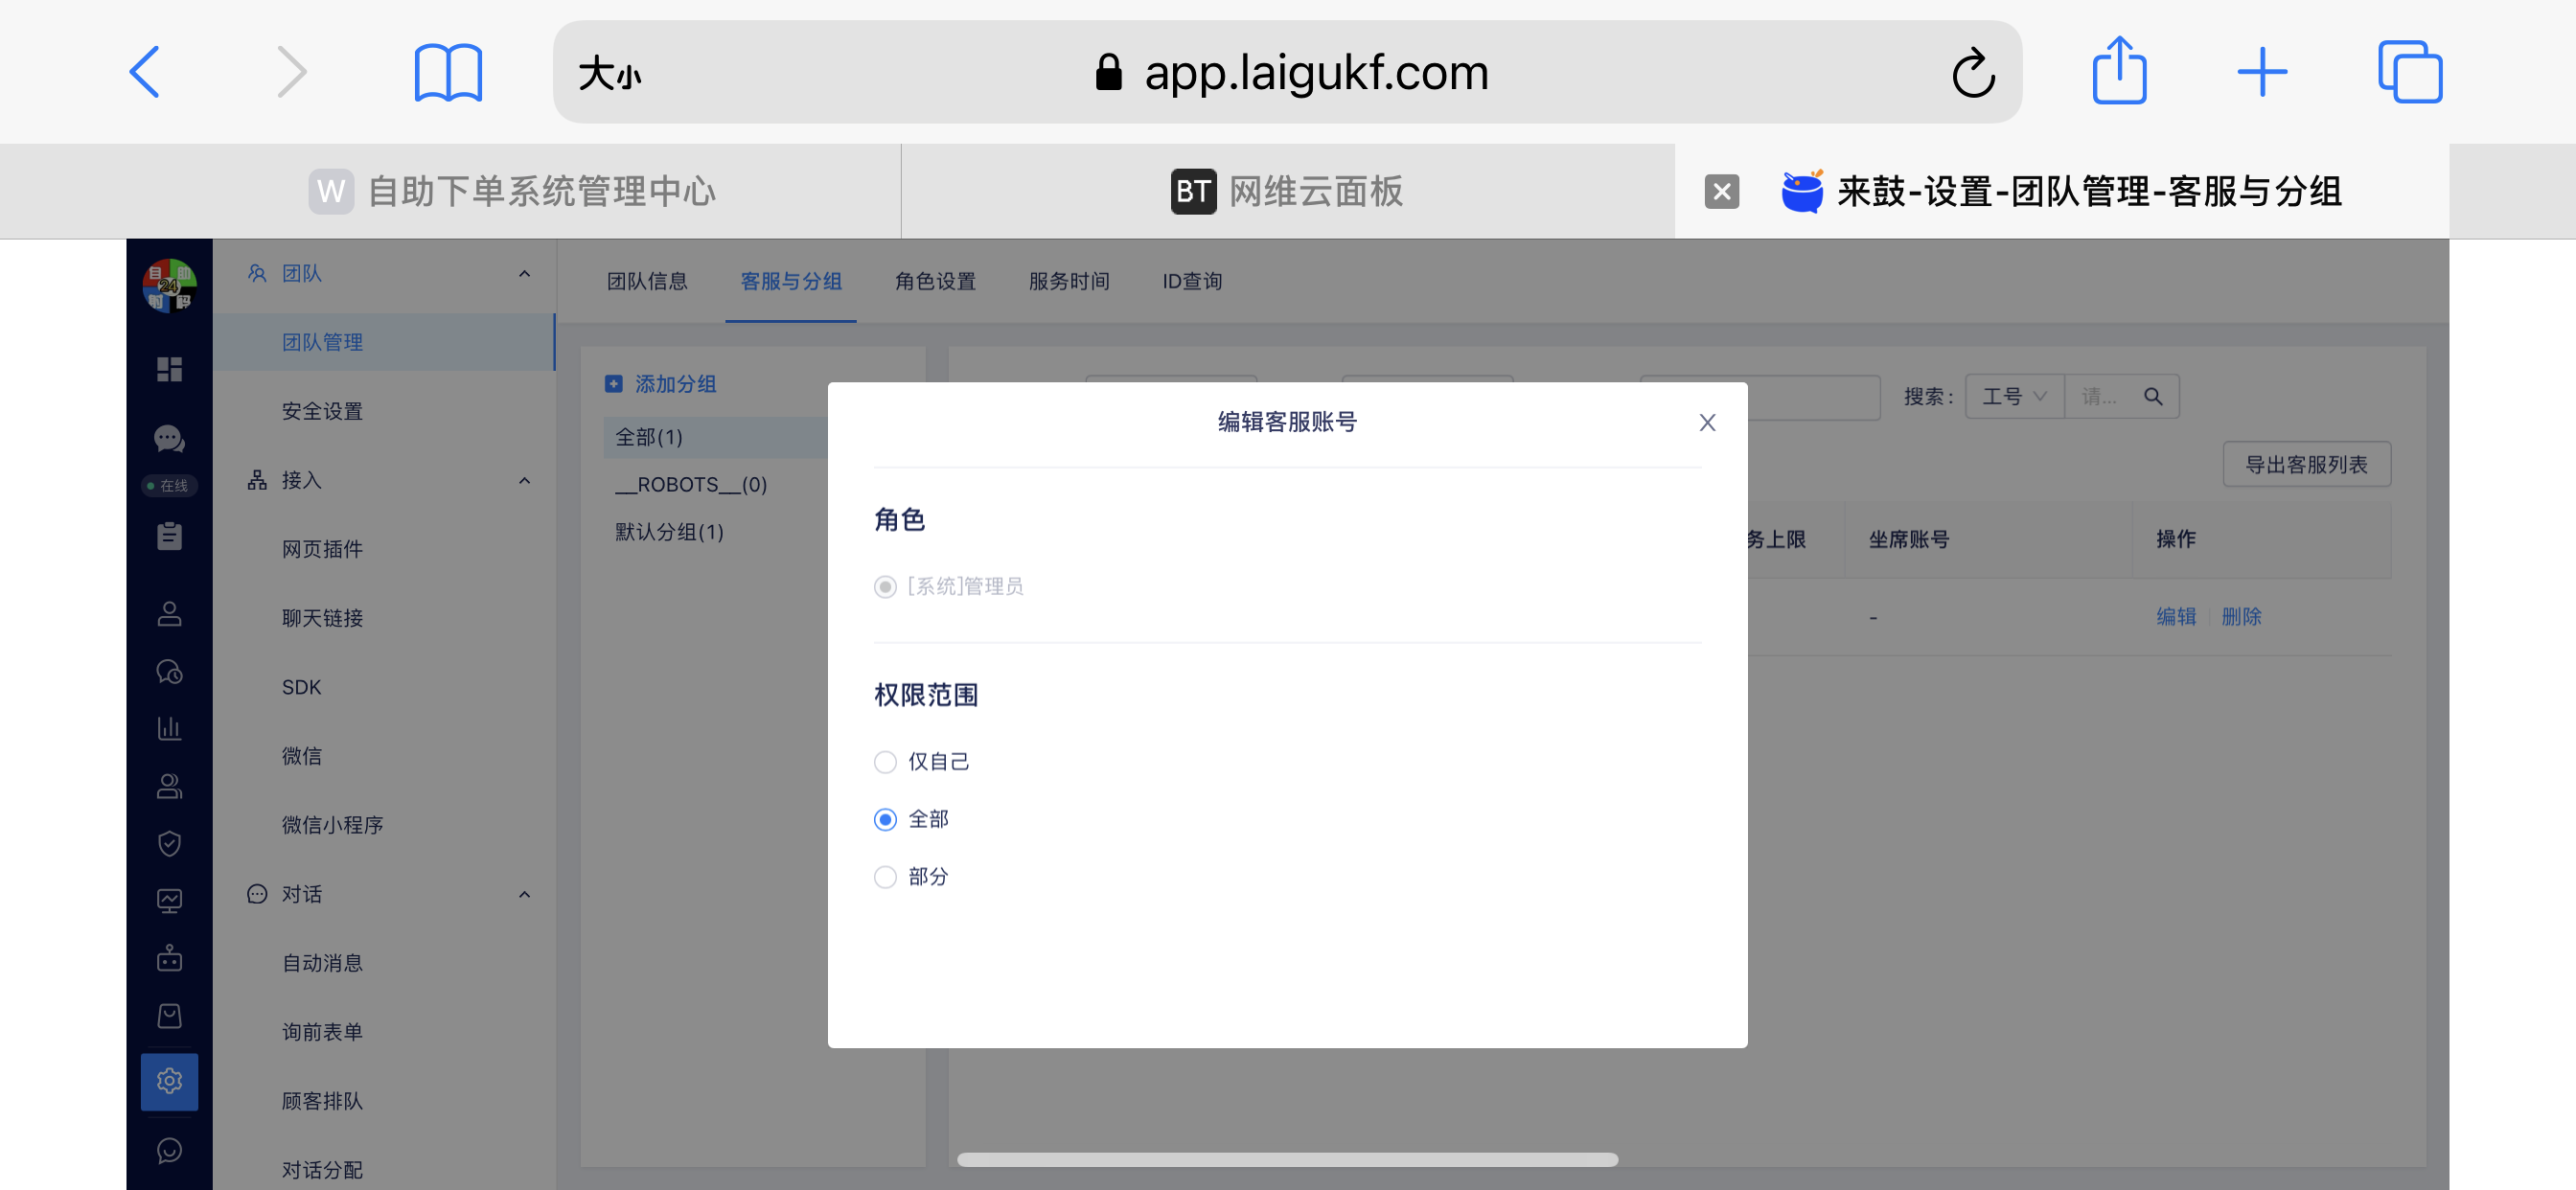 大小
app.laigukf.com
W 自助下单系统管理中心
BT 网维云面板
来鼓-设置-团队管理-客服与分组
自助
24
时
在线
团队
团队管理
安全设置
接入
网页插件
聊天链接
SDK
微信
微信小程序
对话
自动消息
询前表单
顾客排队
对话分配
团队信息
客服与分组
角色设置
服务时间
ID查询
添加分组
全部(1)
__ROBOTS__(0)
默认分组(1)
搜索：
工号
请...
导出客服列表
务上限
坐席账号
操作
-
编辑
删除
编辑客服账号
角色
[系统]管理员
权限范围
仅自己
全部
部分